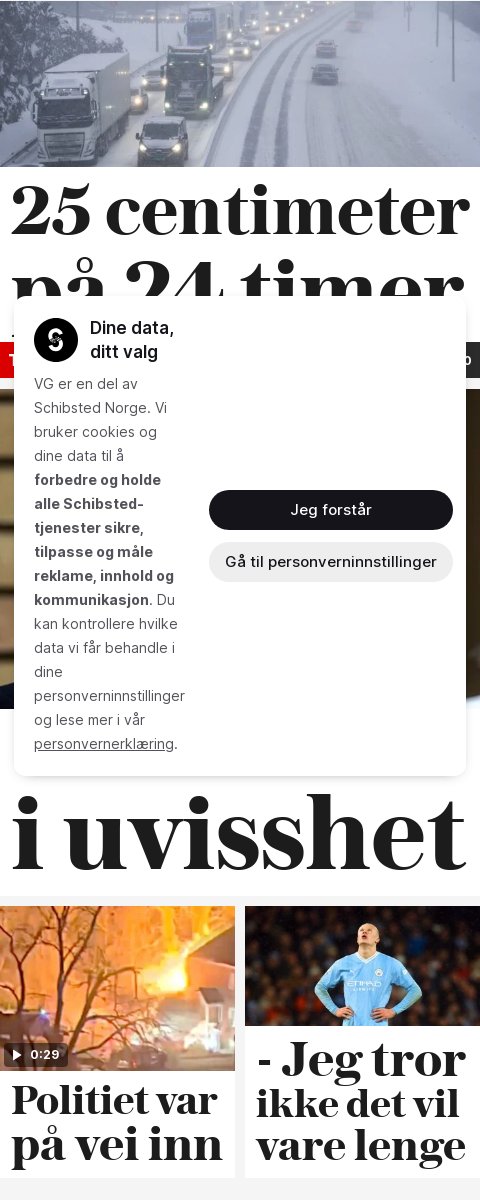 25 centimeter
på 24 timer
Dine data,
ditt valg
VG er en del av
Schibsted Norge. Vi
bruker cookies og
dine data til å
forbedre og holde
alle Schibsted-
tjenester sikre,
tilpasse og måle
reklame, innhold og
kommunikasjon. Du
kan kontrollere hvilke
data vi får behandle i
dine
personverninnstillinger
og lese mer i vår
personvernerklæring.
Jeg forstår
Gå til personverninnstillinger
i uvisshet
0:29
Politiet var
på vei inn
ETIHAD
AIRWAYS
- Jeg tror
ikke det vil
vare lenge